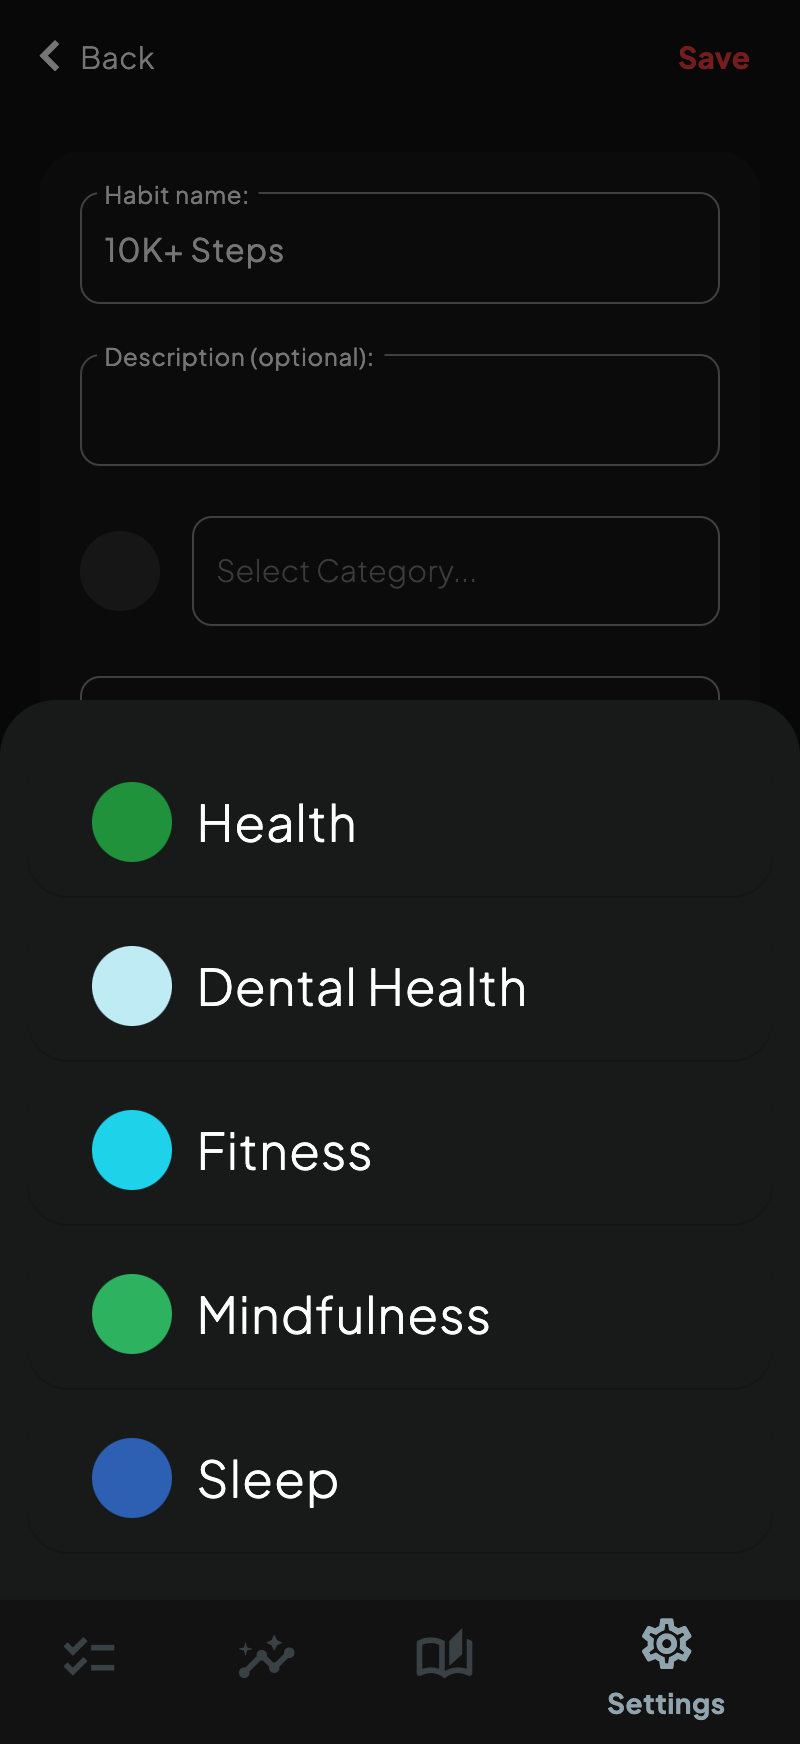 Back
Save
Habit name:
10K+ Steps
Description (optional):
Select Category...
Health
Dental Health
Fitness
Mindfulness
Sleep
Settings